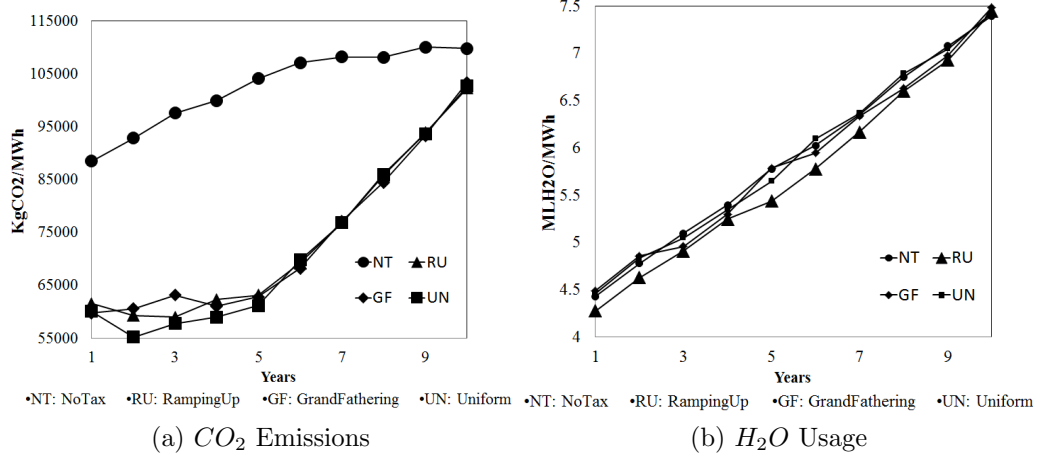 115000
105000
95000
85000
75000
65000
55000
KgCO2/MWh
NT RU
GF UN
1 3 5 7 9
Years
•NT: NoTax •RU: RampingUp •GF: GrandFathering •UN: Uniform
(a) CO2 Emissions
7.5
7
6.5
6
5.5
5
4.5
4
MLH2O/MWh
NT RU
GF UN
1 3 5 7 9
Years
•NT: NoTax •RU: RampingUp •GF: GrandFathering •UN: Uniform
(b) H2O Usage